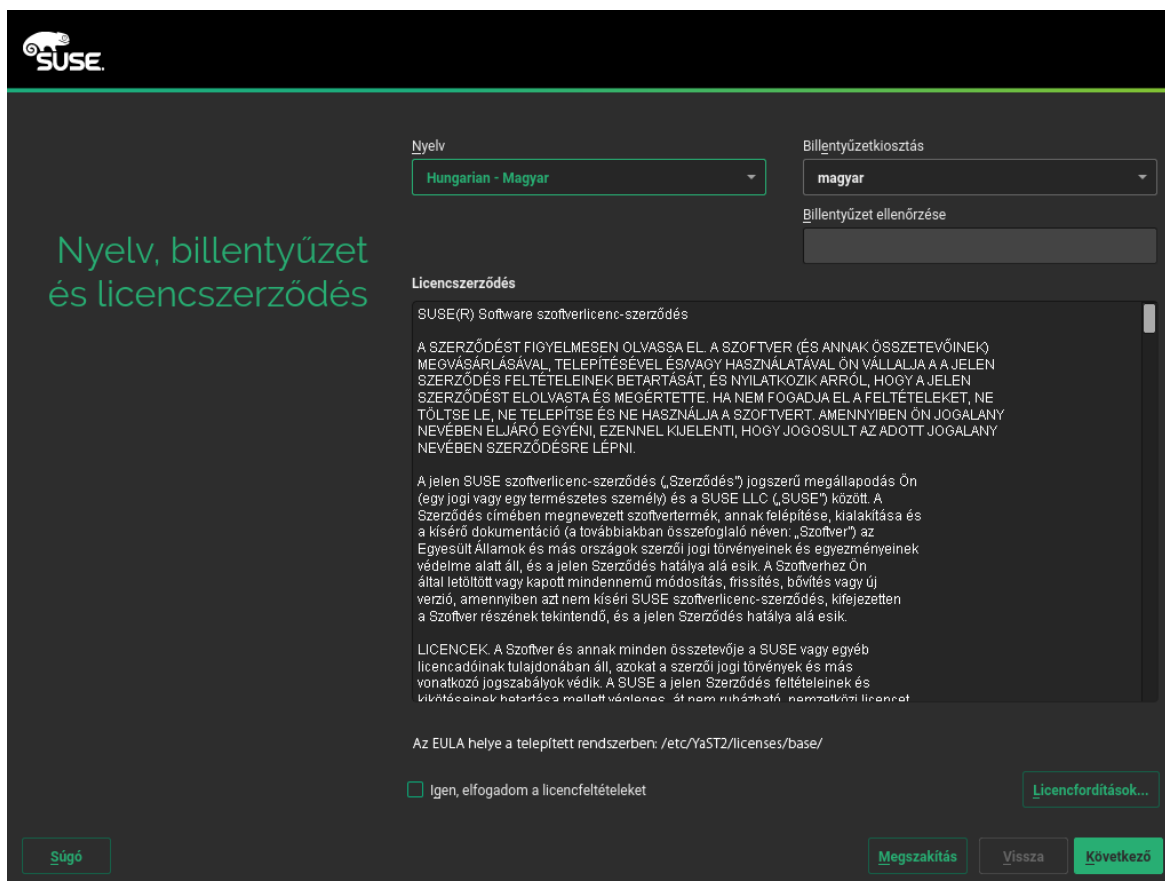 SUSE.
Nyelv
Billentyűzetkiosztás
Hungarian - Magyar
magyar
Billentyűzet ellenőrzése
Nyelv, billentyűzet
és licencszerződés
Licencszerződés
SUSE(R) Software szoftverlicenc-szerződés
A SZERZŐDÉST FIGYELMESEN OLVASSA EL. A SZOFTVER (ÉS ANNAK ÖSSZETEVŐINEK)
MEGVÁSÁRLÁSÁVAL, TELEPÍTÉSÉVEL ÉS/VAGY HASZNÁLATÁVAL ÖN VÁLLALJA A A JELEN
SZERZŐDÉS FELTÉTELEINEK BETARTÁSÁT, ÉS NYILATKOZIK ARRÓL, HOGY A JELEN
SZERZŐDÉST ELOLVASTA ÉS MEGÉRTETTE. HA NEM FOGADJA EL A FELTÉTELEKET, NE
TÖLTSE LE, NE TELEPÍTSE ÉS NE HASZNÁLJA A SZOFTVERT. AMENNYIBEN ÖN JOGALANY
NEVÉBEN ELJÁRÓ EGYÉNI, EZENNEL KIJELENTI, HOGY JOGOSULT AZ ADOTT JOGALANY
NEVÉBEN SZERZŐDÉSRE LÉPNI.
A jelen SUSE szoftverlicenc-szerződés („Szerződés") jogszerű megállapodás Ön
(egy jogi vagy egy természetes személy) és a SUSE LLC („SUSE") között. A
Szerződés címében megnevezett szoftvertermék, annak felépítése, kialakítása és
a kísérő dokumentáció (a továbbiakban összefoglaló néven: „Szoftver") az
Egyesült Államok és más országok szerzői jogi törvényeinek és egyezményeinek
védelme alatt áll, és a jelen Szerződés hatálya alá esik. A Szoftverhez Ön
által letöltött vagy kapott mindennemű módosítás, frissítés, bővítés vagy új
verzió, amennyiben azt nem kíséri SUSE szoftverlicenc-szerződés, kifejezetten
a Szoftver részének tekintendő, és a jelen Szerződés hatálya alá esik.
LICENCEK. A Szoftver és annak minden összetevője a SUSE vagy egyéb
licencadóinak tulajdonában áll, azokat a szerzői jogi törvények és más
vonatkozó jogszabályok védik. A SUSE a jelen Szerződés feltételeinek és
kikötéseinek betartása mellett végleges, át nem ruházható, nemzetközi licencet
Az EULA helye a telepített rendszerben: /etc/YaST2/licenses/base/
Igen, elfogadom a licencfeltételeket
Licencfordítások...
Súgó
Megszakítás
Vissza
Következő